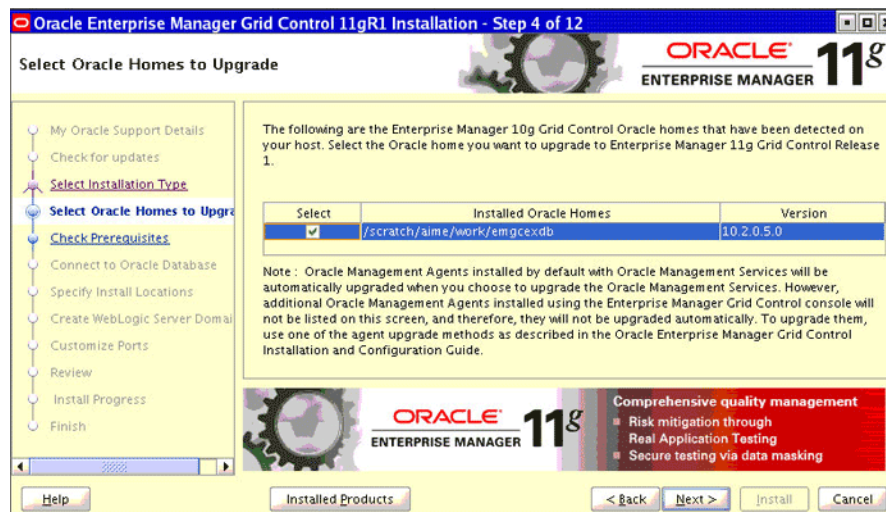 Oracle Enterprise Manager Grid Control 11gR1 Installation - Step 4 of 12
Select Oracle Homes to Upgrade
ORACLE
ENTERPRISE MANAGER 11g
My Oracle Support Details
Check for updates
Select Installation Type
Select Oracle Homes to Upgra
Check Prerequisites
Connect to Oracle Database
Specify Install Locations
Create WebLogic Server Domai
Customize Ports
Review
Install Progress
Finish
The following are the Enterprise Manager 10g Grid Control Oracle homes that have been detected on
your host. Select the Oracle home you want to upgrade to Enterprise Manager 11g Grid Control Release
1.
Select Installed Oracle Homes Version
/scratch/aime/work/emgcexdb 10.2.0.5.0
Note : Oracle Management Agents installed by default with Oracle Management Services will be
automatically upgraded when you choose to upgrade the Oracle Management Services. However,
additional Oracle Management Agents installed using the Enterprise Manager Grid Control console will
not be listed on this screen, and therefore, they will not be upgraded automatically. To upgrade them,
use one of the agent upgrade methods as described in the Oracle Enterprise Manager Grid Control
Installation and Configuration Guide.
ORACLE
ENTERPRISE MANAGER 11g
Comprehensive quality management
Risk mitigation through
Real Application Testing
Secure testing via data masking
Help Installed Products < Back Next > Install Cancel